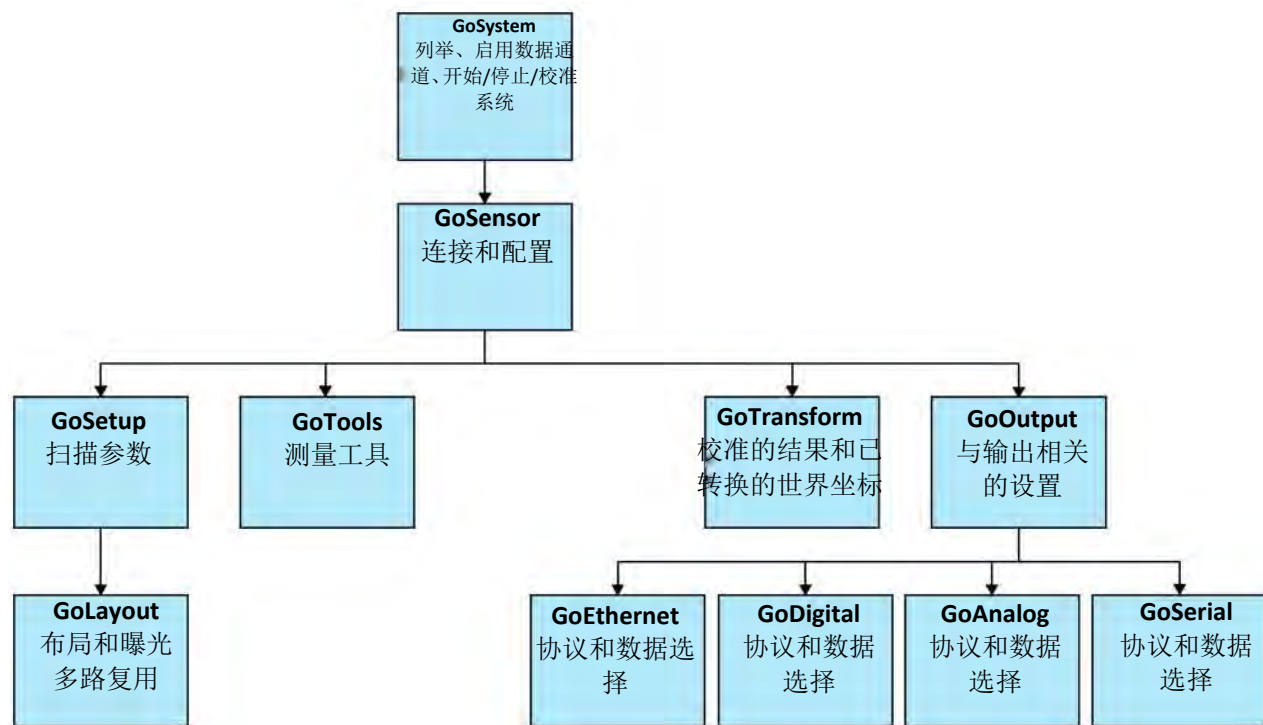 GoSystem
列举、启用数据通
道、开始/停止/校准
系统
GoSensor
连接和配置
GoSetup
扫描参数
GoTools
测量工具
GoTransform
校准的结果和已
转换的世界坐标
GoOutput
与输出相关
的设置
GoLayout
布局和曝光
多路复用
GoEthernet
协议和数据选
择
GoDigital
协议和数据
选择
GoAnalog
协议和数据
选择
GoSerial
协议和数据
选择